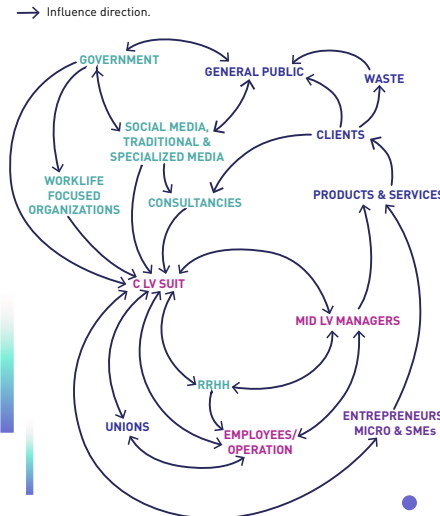 Influence direction.
GOVERNMENT
GENERAL PUBLIC
WASTE
SOCIAL MEDIA,
TRADITIONAL &
SPECIALIZED MEDIA
CLIENTS
WORKLIFE
FOCUSED
ORGANIZATIONS
CONSULTANCIES
PRODUCTS & SERVICES
C LV SUIT
MID LV MANAGERS
RRHH
UNIONS
EMPLOYEES/
OPERATION
ENTREPRENEURS
MICRO & SMEs